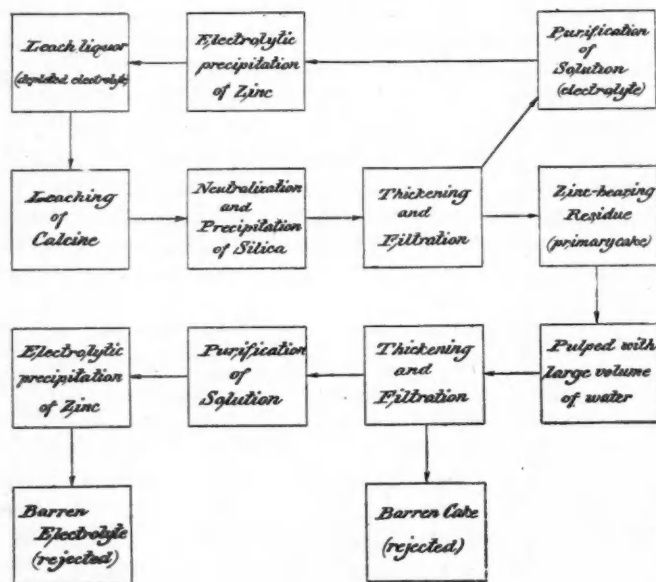 Leach liquor
(depleted electrolyte)
Electrolytic
precipitation
of Zinc
Purification
of
Solution
(electrolyte)
Leaching
of
Calcine
Neutralization
and
Precipitation
of Silica
Thickening
and
Filtration
Zinc-bearing
Residue
(primary cake)
Electrolytic
precipitation
of Zinc
Purification
of
Solution
Thickening
and
Filtration
Pulped with
large volume
of water
Barren
Electrolyte
(rejected)
Barren Cake
(rejected)